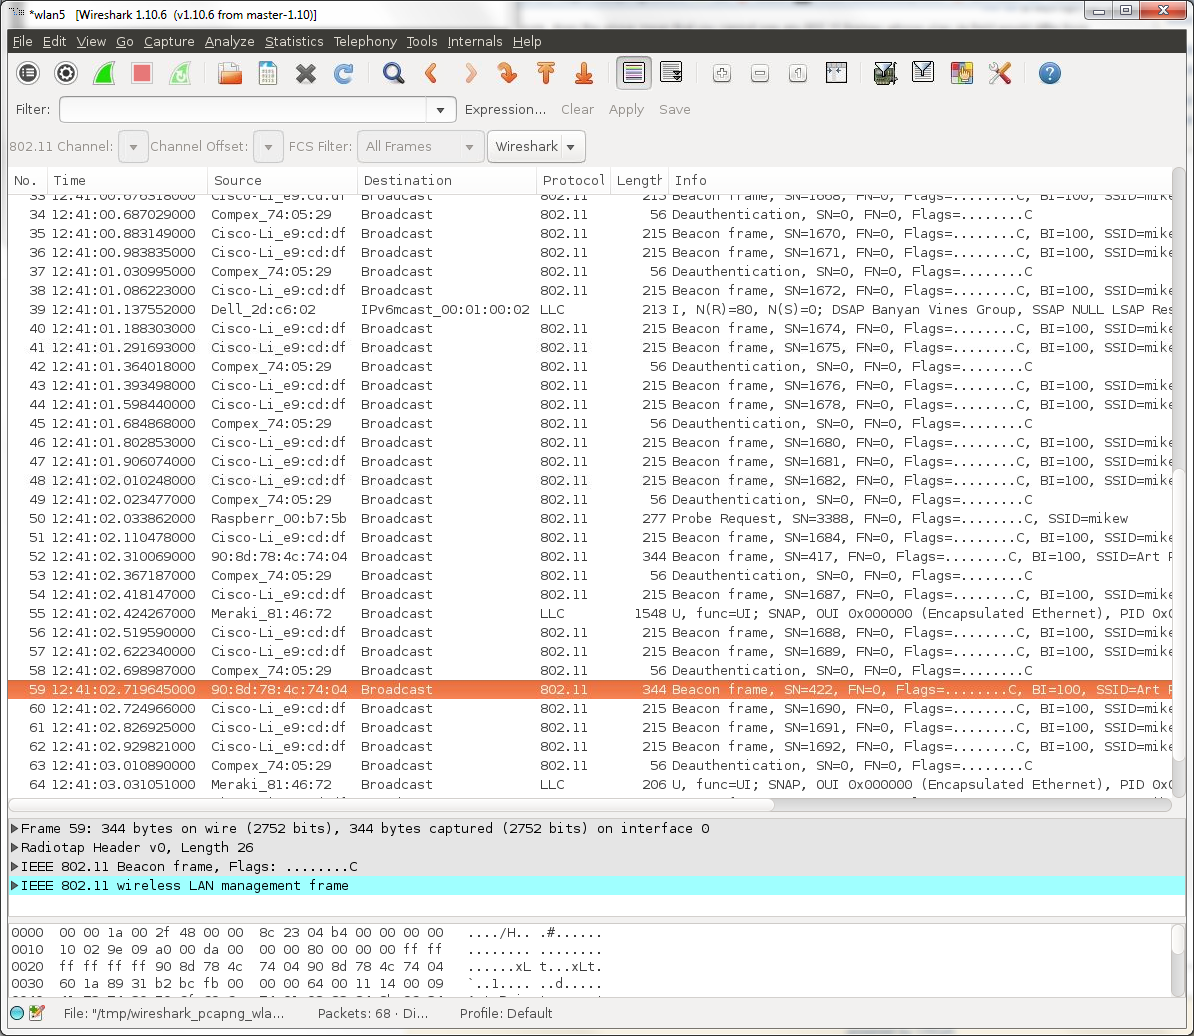 *wlan5   [Wireshark 1.10.6  (v1.10.6 from master-1.10)]
File Edit View Go Capture Analyze Statistics Telephony Tools Internals Help
Filter: Expression... Clear Apply Save
802.11 Channel: Channel Offset: FCS Filter: All Frames Wireshark
No. Time Source Destination Protocol Length Info
33 12:41:00.676318000 Cisco-Li_e9:cd:df Broadcast 802.11 215 Beacon frame, SN=1668, FN=0, Flags=........C, BI=100, SSID=mike
34 12:41:00.687029000 Compex_74:05:29 Broadcast 802.11 56 Deauthentication, SN=0, FN=0, Flags=........C
35 12:41:00.883149000 Cisco-Li_e9:cd:df Broadcast 802.11 215 Beacon frame, SN=1670, FN=0, Flags=........C, BI=100, SSID=mike
36 12:41:00.983835000 Cisco-Li_e9:cd:df Broadcast 802.11 215 Beacon frame, SN=1671, FN=0, Flags=........C, BI=100, SSID=mike
37 12:41:01.030995000 Compex_74:05:29 Broadcast 802.11 56 Deauthentication, SN=0, FN=0, Flags=........C
38 12:41:01.086223000 Cisco-Li_e9:cd:df Broadcast 802.11 215 Beacon frame, SN=1672, FN=0, Flags=........C, BI=100, SSID=mike
39 12:41:01.137552000 Dell_2d:c6:02 IPv6mcast_00:01:00:02 LLC 213 I, N(R)=80, N(S)=0; DSAP Banyan Vines Group, SSAP NULL LSAP Res
40 12:41:01.188303000 Cisco-Li_e9:cd:df Broadcast 802.11 215 Beacon frame, SN=1674, FN=0, Flags=........C, BI=100, SSID=mike
41 12:41:01.291693000 Cisco-Li_e9:cd:df Broadcast 802.11 215 Beacon frame, SN=1675, FN=0, Flags=........C, BI=100, SSID=mike
42 12:41:01.364018000 Compex_74:05:29 Broadcast 802.11 56 Deauthentication, SN=0, FN=0, Flags=........C
43 12:41:01.393498000 Cisco-Li_e9:cd:df Broadcast 802.11 215 Beacon frame, SN=1676, FN=0, Flags=........C, BI=100, SSID=mike
44 12:41:01.598440000 Cisco-Li_e9:cd:df Broadcast 802.11 215 Beacon frame, SN=1678, FN=0, Flags=........C, BI=100, SSID=mike
45 12:41:01.684868000 Compex_74:05:29 Broadcast 802.11 56 Deauthentication, SN=0, FN=0, Flags=........C
46 12:41:01.802853000 Cisco-Li_e9:cd:df Broadcast 802.11 215 Beacon frame, SN=1680, FN=0, Flags=........C, BI=100, SSID=mike
47 12:41:01.906074000 Cisco-Li_e9:cd:df Broadcast 802.11 215 Beacon frame, SN=1681, FN=0, Flags=........C, BI=100, SSID=mike
48 12:41:02.010248000 Cisco-Li_e9:cd:df Broadcast 802.11 215 Beacon frame, SN=1682, FN=0, Flags=........C, BI=100, SSID=mike
49 12:41:02.023477000 Compex_74:05:29 Broadcast 802.11 56 Deauthentication, SN=0, FN=0, Flags=........C
50 12:41:02.033862000 Raspberr_00:b7:5b Broadcast 802.11 277 Probe Request, SN=3388, FN=0, Flags=........C, SSID=mikew
51 12:41:02.110478000 Cisco-Li_e9:cd:df Broadcast 802.11 215 Beacon frame, SN=1684, FN=0, Flags=........C, BI=100, SSID=mike
52 12:41:02.310069000 90:8d:78:4c:74:04 Broadcast 802.11 344 Beacon frame, SN=417, FN=0, Flags=........C, BI=100, SSID=Art P
53 12:41:02.367187000 Compex_74:05:29 Broadcast 802.11 56 Deauthentication, SN=0, FN=0, Flags=........C
54 12:41:02.418147000 Cisco-Li_e9:cd:df Broadcast 802.11 215 Beacon frame, SN=1687, FN=0, Flags=........C, BI=100, SSID=mike
55 12:41:02.424267000 Meraki_81:46:72 Broadcast LLC 1548 U, func=UI; SNAP, OUI 0x000000 (Encapsulated Ethernet), PID 0x0
56 12:41:02.519590000 Cisco-Li_e9:cd:df Broadcast 802.11 215 Beacon frame, SN=1688, FN=0, Flags=........C, BI=100, SSID=mike
57 12:41:02.622340000 Cisco-Li_e9:cd:df Broadcast 802.11 215 Beacon frame, SN=1689, FN=0, Flags=........C, BI=100, SSID=mike
58 12:41:02.698987000 Compex_74:05:29 Broadcast 802.11 56 Deauthentication, SN=0, FN=0, Flags=........C
59 12:41:02.719645000 90:8d:78:4c:74:04 Broadcast 802.11 344 Beacon frame, SN=422, FN=0, Flags=........C, BI=100, SSID=Art P
60 12:41:02.724966000 Cisco-Li_e9:cd:df Broadcast 802.11 215 Beacon frame, SN=1690, FN=0, Flags=........C, BI=100, SSID=mike
61 12:41:02.826925000 Cisco-Li_e9:cd:df Broadcast 802.11 215 Beacon frame, SN=1691, FN=0, Flags=........C, BI=100, SSID=mike
62 12:41:02.929821000 Cisco-Li_e9:cd:df Broadcast 802.11 215 Beacon frame, SN=1692, FN=0, Flags=........C, BI=100, SSID=mike
63 12:41:03.010890000 Compex_74:05:29 Broadcast 802.11 56 Deauthentication, SN=0, FN=0, Flags=........C
64 12:41:03.031051000 Meraki_81:46:72 Broadcast LLC 206 U, func=UI; SNAP, OUI 0x000000 (Encapsulated Ethernet), PID 0x0
Frame 59: 344 bytes on wire (2752 bits), 344 bytes captured (2752 bits) on interface 0
Radiotap Header v0, Length 26
IEEE 802.11 Beacon frame, Flags: ........C
IEEE 802.11 wireless LAN management frame
0000  00 00 1a 00 2f 48 00 00  8c 23 04 b4 00 00 00 00   ..../H.. .#......
0010  10 02 9e 09 a0 00 da 00  00 00 80 00 00 00 ff ff   ........ ........
0020  ff ff ff ff 90 8d 78 4c  74 04 90 8d 78 4c 74 04   ......xL t...xLt.
0030  60 1a 89 31 b2 bc fb 00  00 00 64 00 11 14 00 09   `..1.... ..d.....
File: "/tmp/wireshark_pcapng_wla... Packets: 68 · Di... Profile: Default